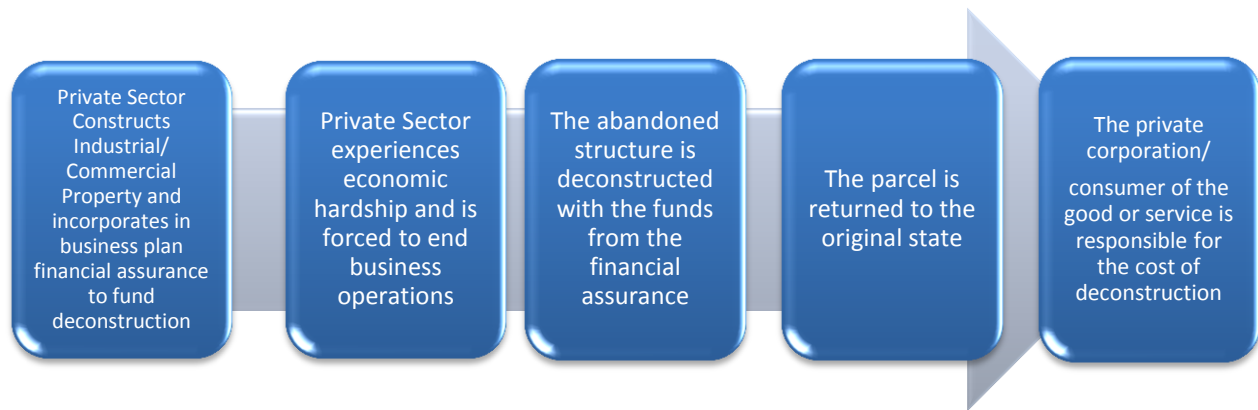 Private Sector
Constructs
Industrial/
Commercial
Property and
incorporates in
business plan
financial assurance
to fund
deconstruction
Private Sector
experiences
economic
hardship and is
forced to end
business
operations
The abandoned
structure is
deconstructed
with the funds
from the
financial
assurance
The parcel is
returned to the
original state
The private
corporation/
consumer of the
good or service is
responsible for
the cost of
deconstruction